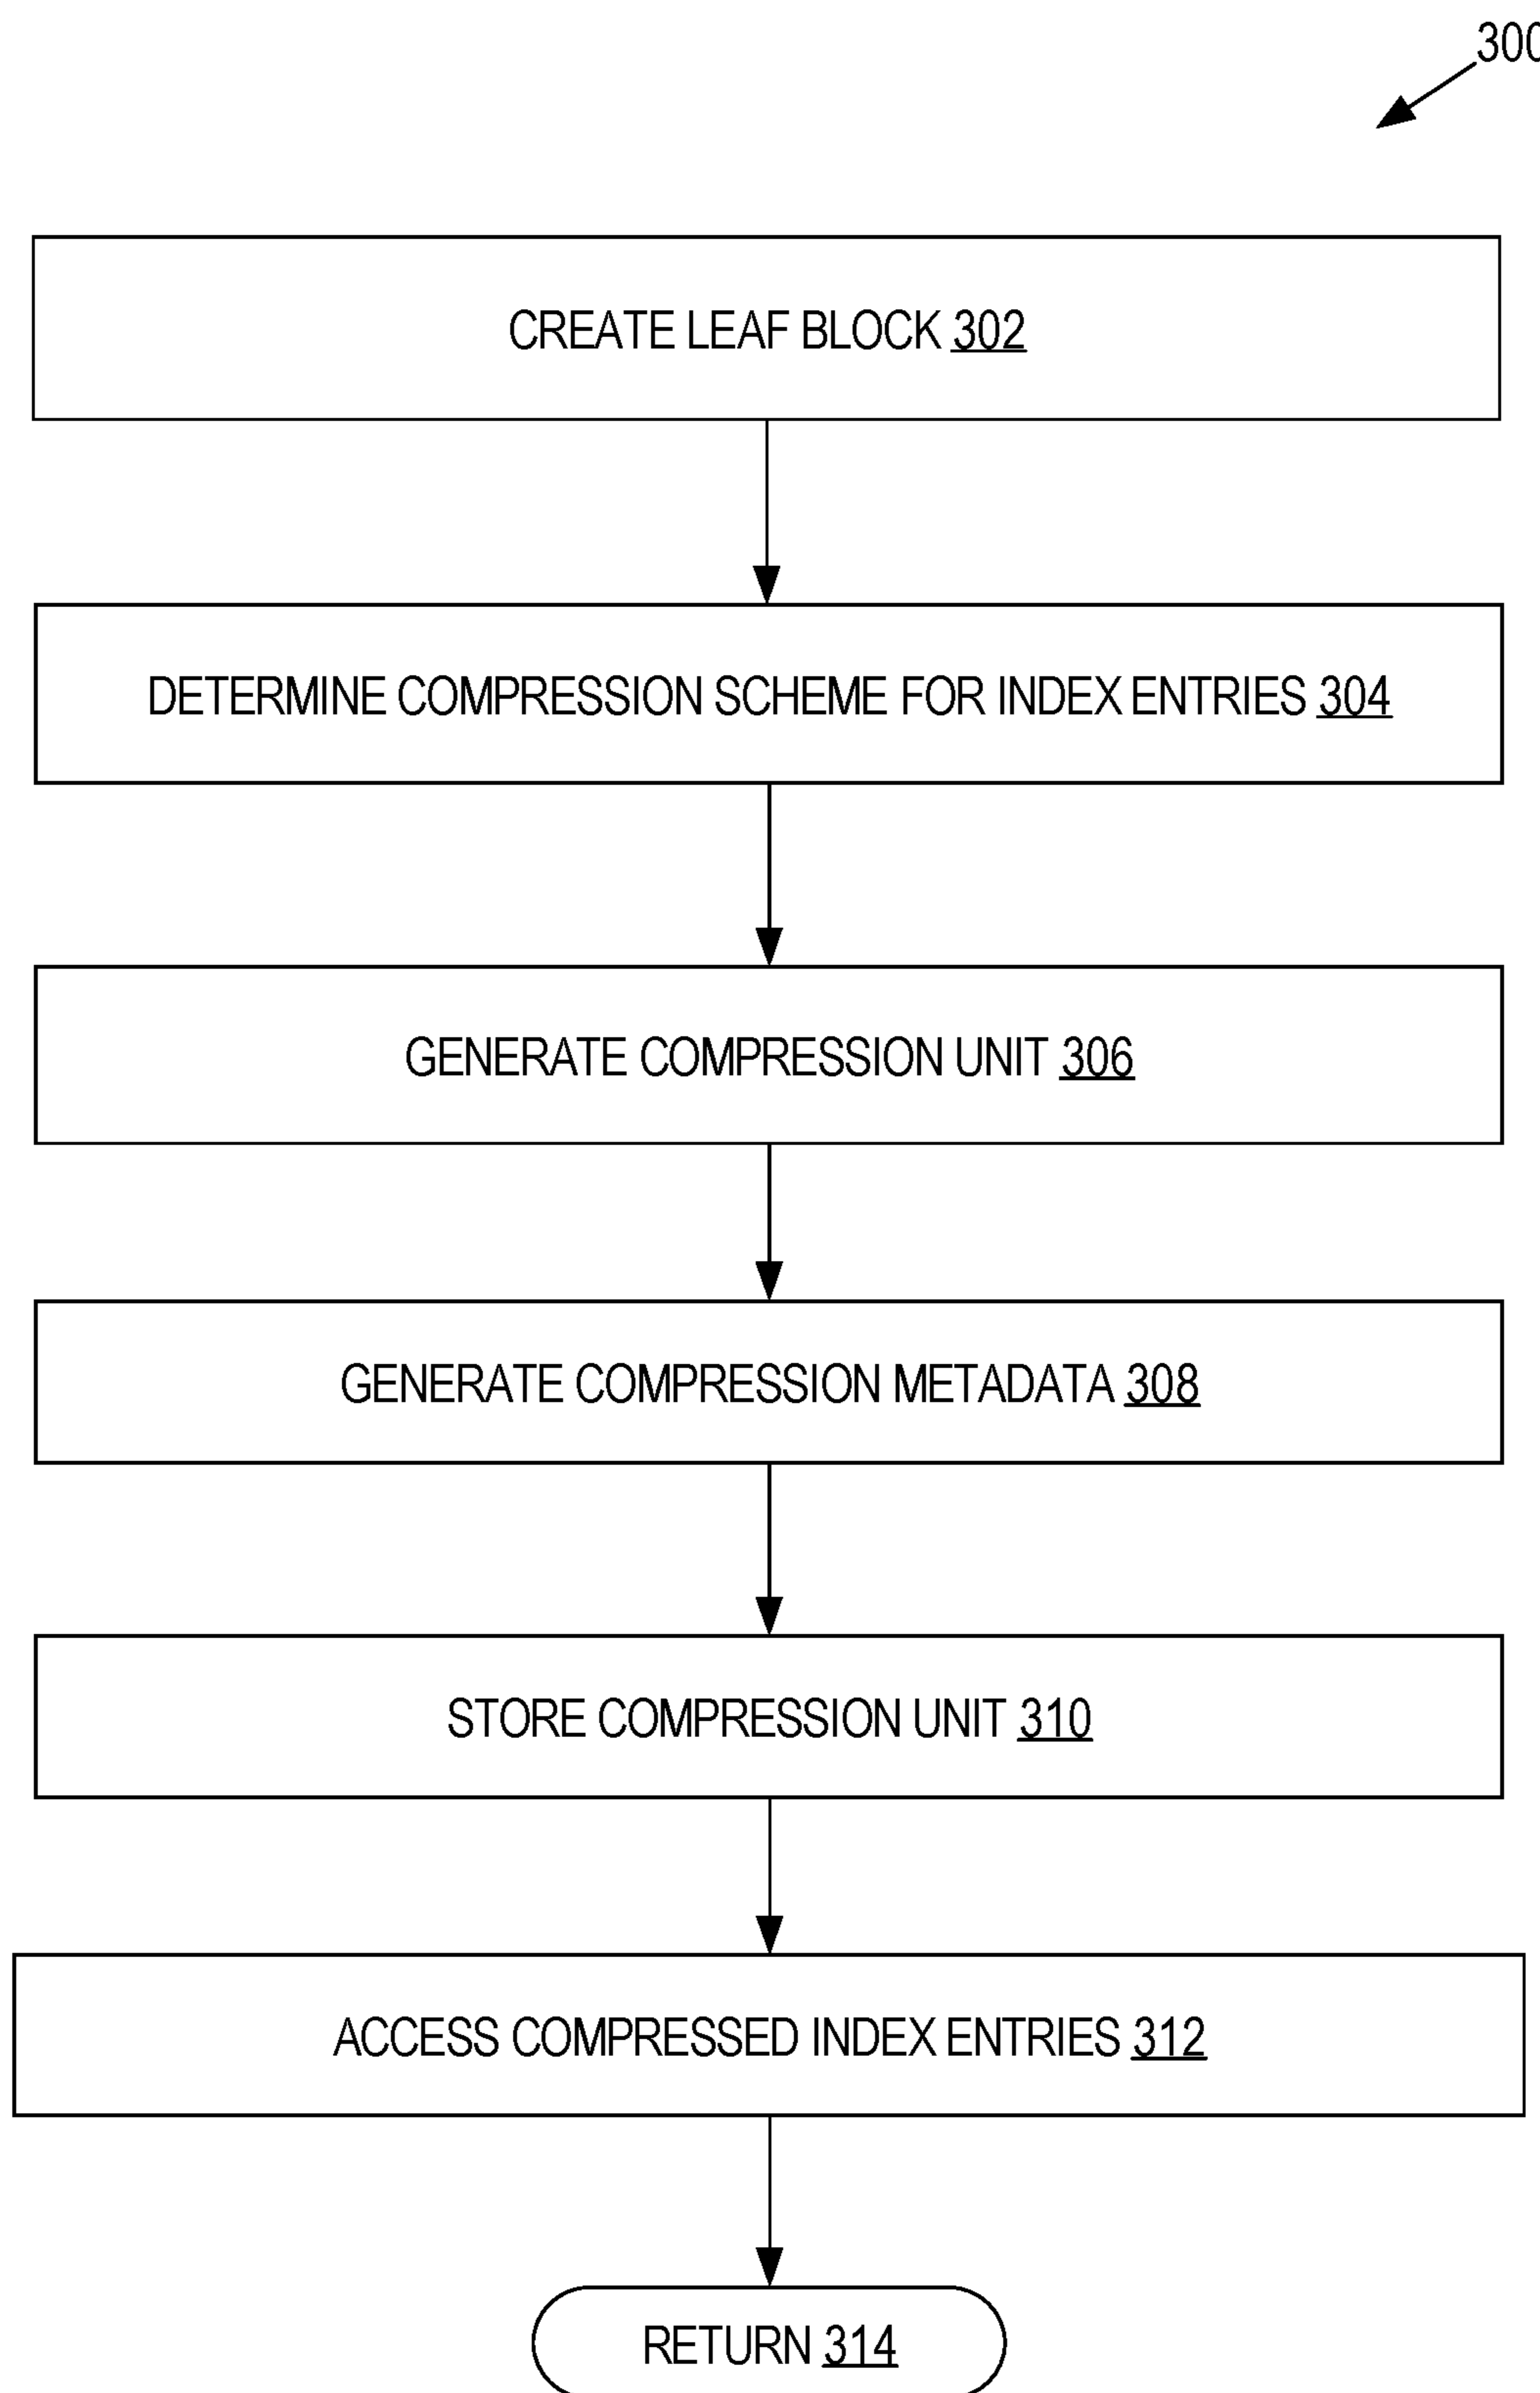 300
CREATE LEAF BLOCK 302
DETERMINE COMPRESSION SCHEME FOR INDEX ENTRIES 304
GENERATE COMPRESSION UNIT 306
GENERATE COMPRESSION METADATA 308
STORE COMPRESSION UNIT 310
ACCESS COMPRESSED INDEX ENTRIES 312
RETURN 314